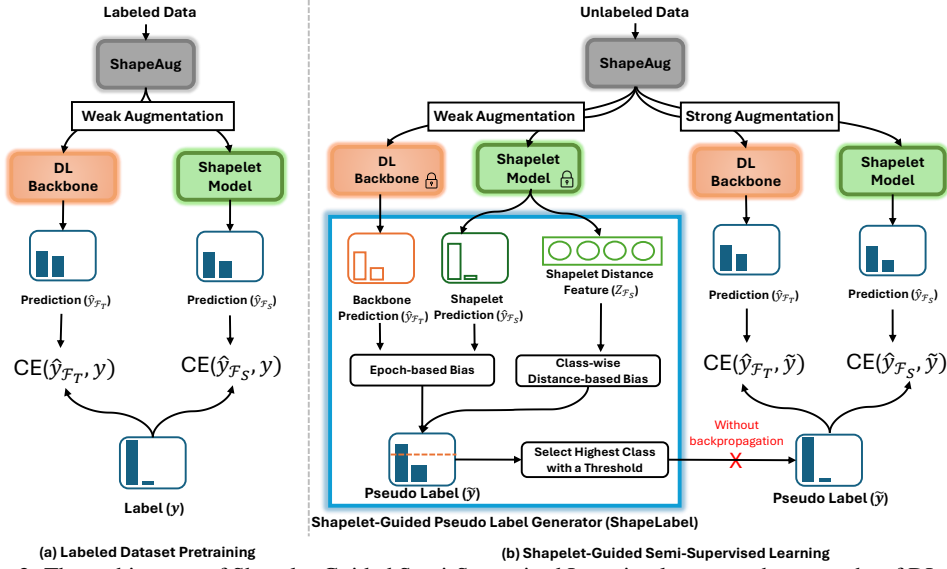 Labeled Data
ShapeAug
Weak Augmentation
DL
Backbone
Shapelet
Model
Prediction (ŷ_{ℱ_T})
Prediction (ŷ_{ℱ_S})
CE(ŷ_{ℱ_T}, y)
CE(ŷ_{ℱ_S}, y)
Label (y)
(a) Labeled Dataset Pretraining
Unlabeled Data
ShapeAug
Weak Augmentation
Strong Augmentation
DL
Backbone
Shapelet
Model
DL
Backbone
Shapelet
Model
Backbone
Prediction (ŷ_{ℱ_T})
Shapelet
Prediction (ŷ_{ℱ_S})
Shapelet Distance
Feature (Z_{ℱ_S})
Prediction (ŷ_{ℱ_T})
Prediction (ŷ_{ℱ_S})
Epoch-based Bias
Class-wise
Distance-based Bias
CE(ŷ_{ℱ_T}, ỹ)
CE(ŷ_{ℱ_S}, ỹ)
Pseudo Label (ỹ)
Select Highest Class
with a Threshold
Without
backpropagation
X
Pseudo Label (ỹ)
Shapelet-Guided Pseudo Label Generator (ShapeLabel)
(b) Shapelet-Guided Semi-Supervised Learning